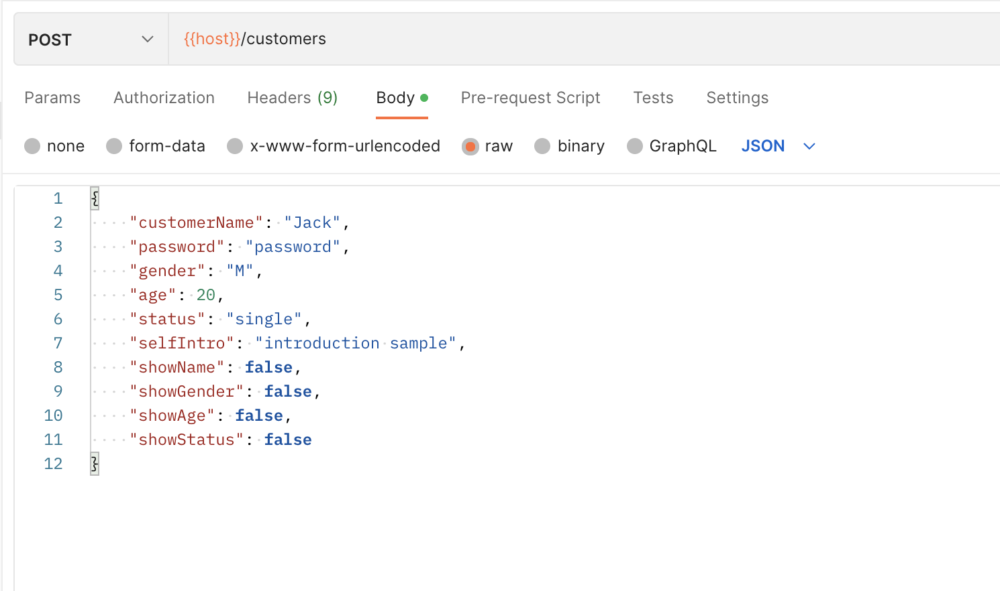 POST {{host}}/customers
Params Authorization Headers (9) Body Pre-request Script Tests Settings
none form-data x-www-form-urlencoded raw binary GraphQL JSON
1 {
2 "customerName": "Jack",
3 "password": "password",
4 "gender": "M",
5 "age": 20,
6 "status": "single",
7 "selfIntro": "introduction sample",
8 "showName": false,
9 "showGender": false,
10 "showAge": false,
11 "showStatus": false
12 }